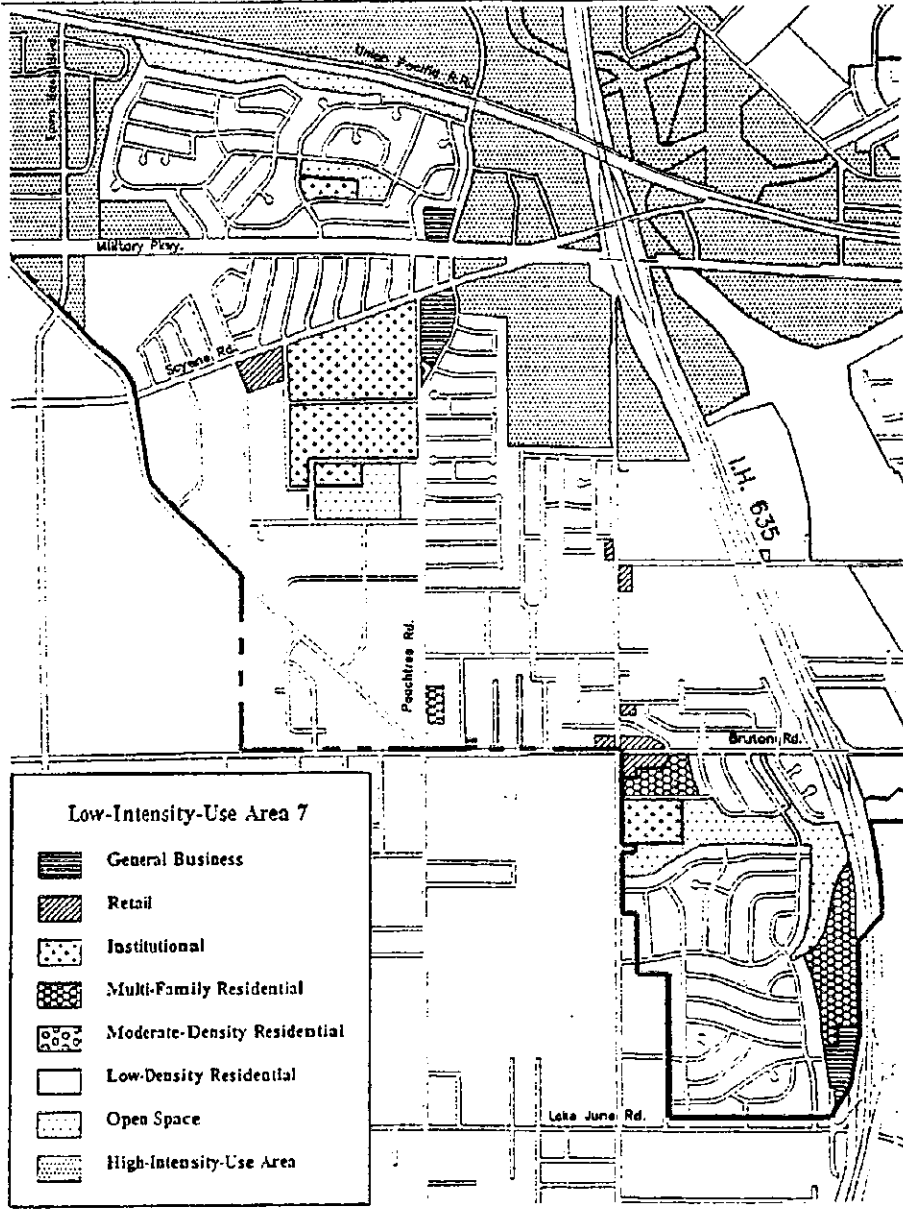 Union Pacific R.R.
Military Pkwy.
Scyene Rd.
I.H. 635
Peachtree Rd.
Bruton Rd.
Lake June Rd.
Low-Intensity-Use Area 7
General Business
Retail
Institutional
Multi-Family Residential
Moderate-Density Residential
Low-Density Residential
Open Space
High-Intensity-Use Area